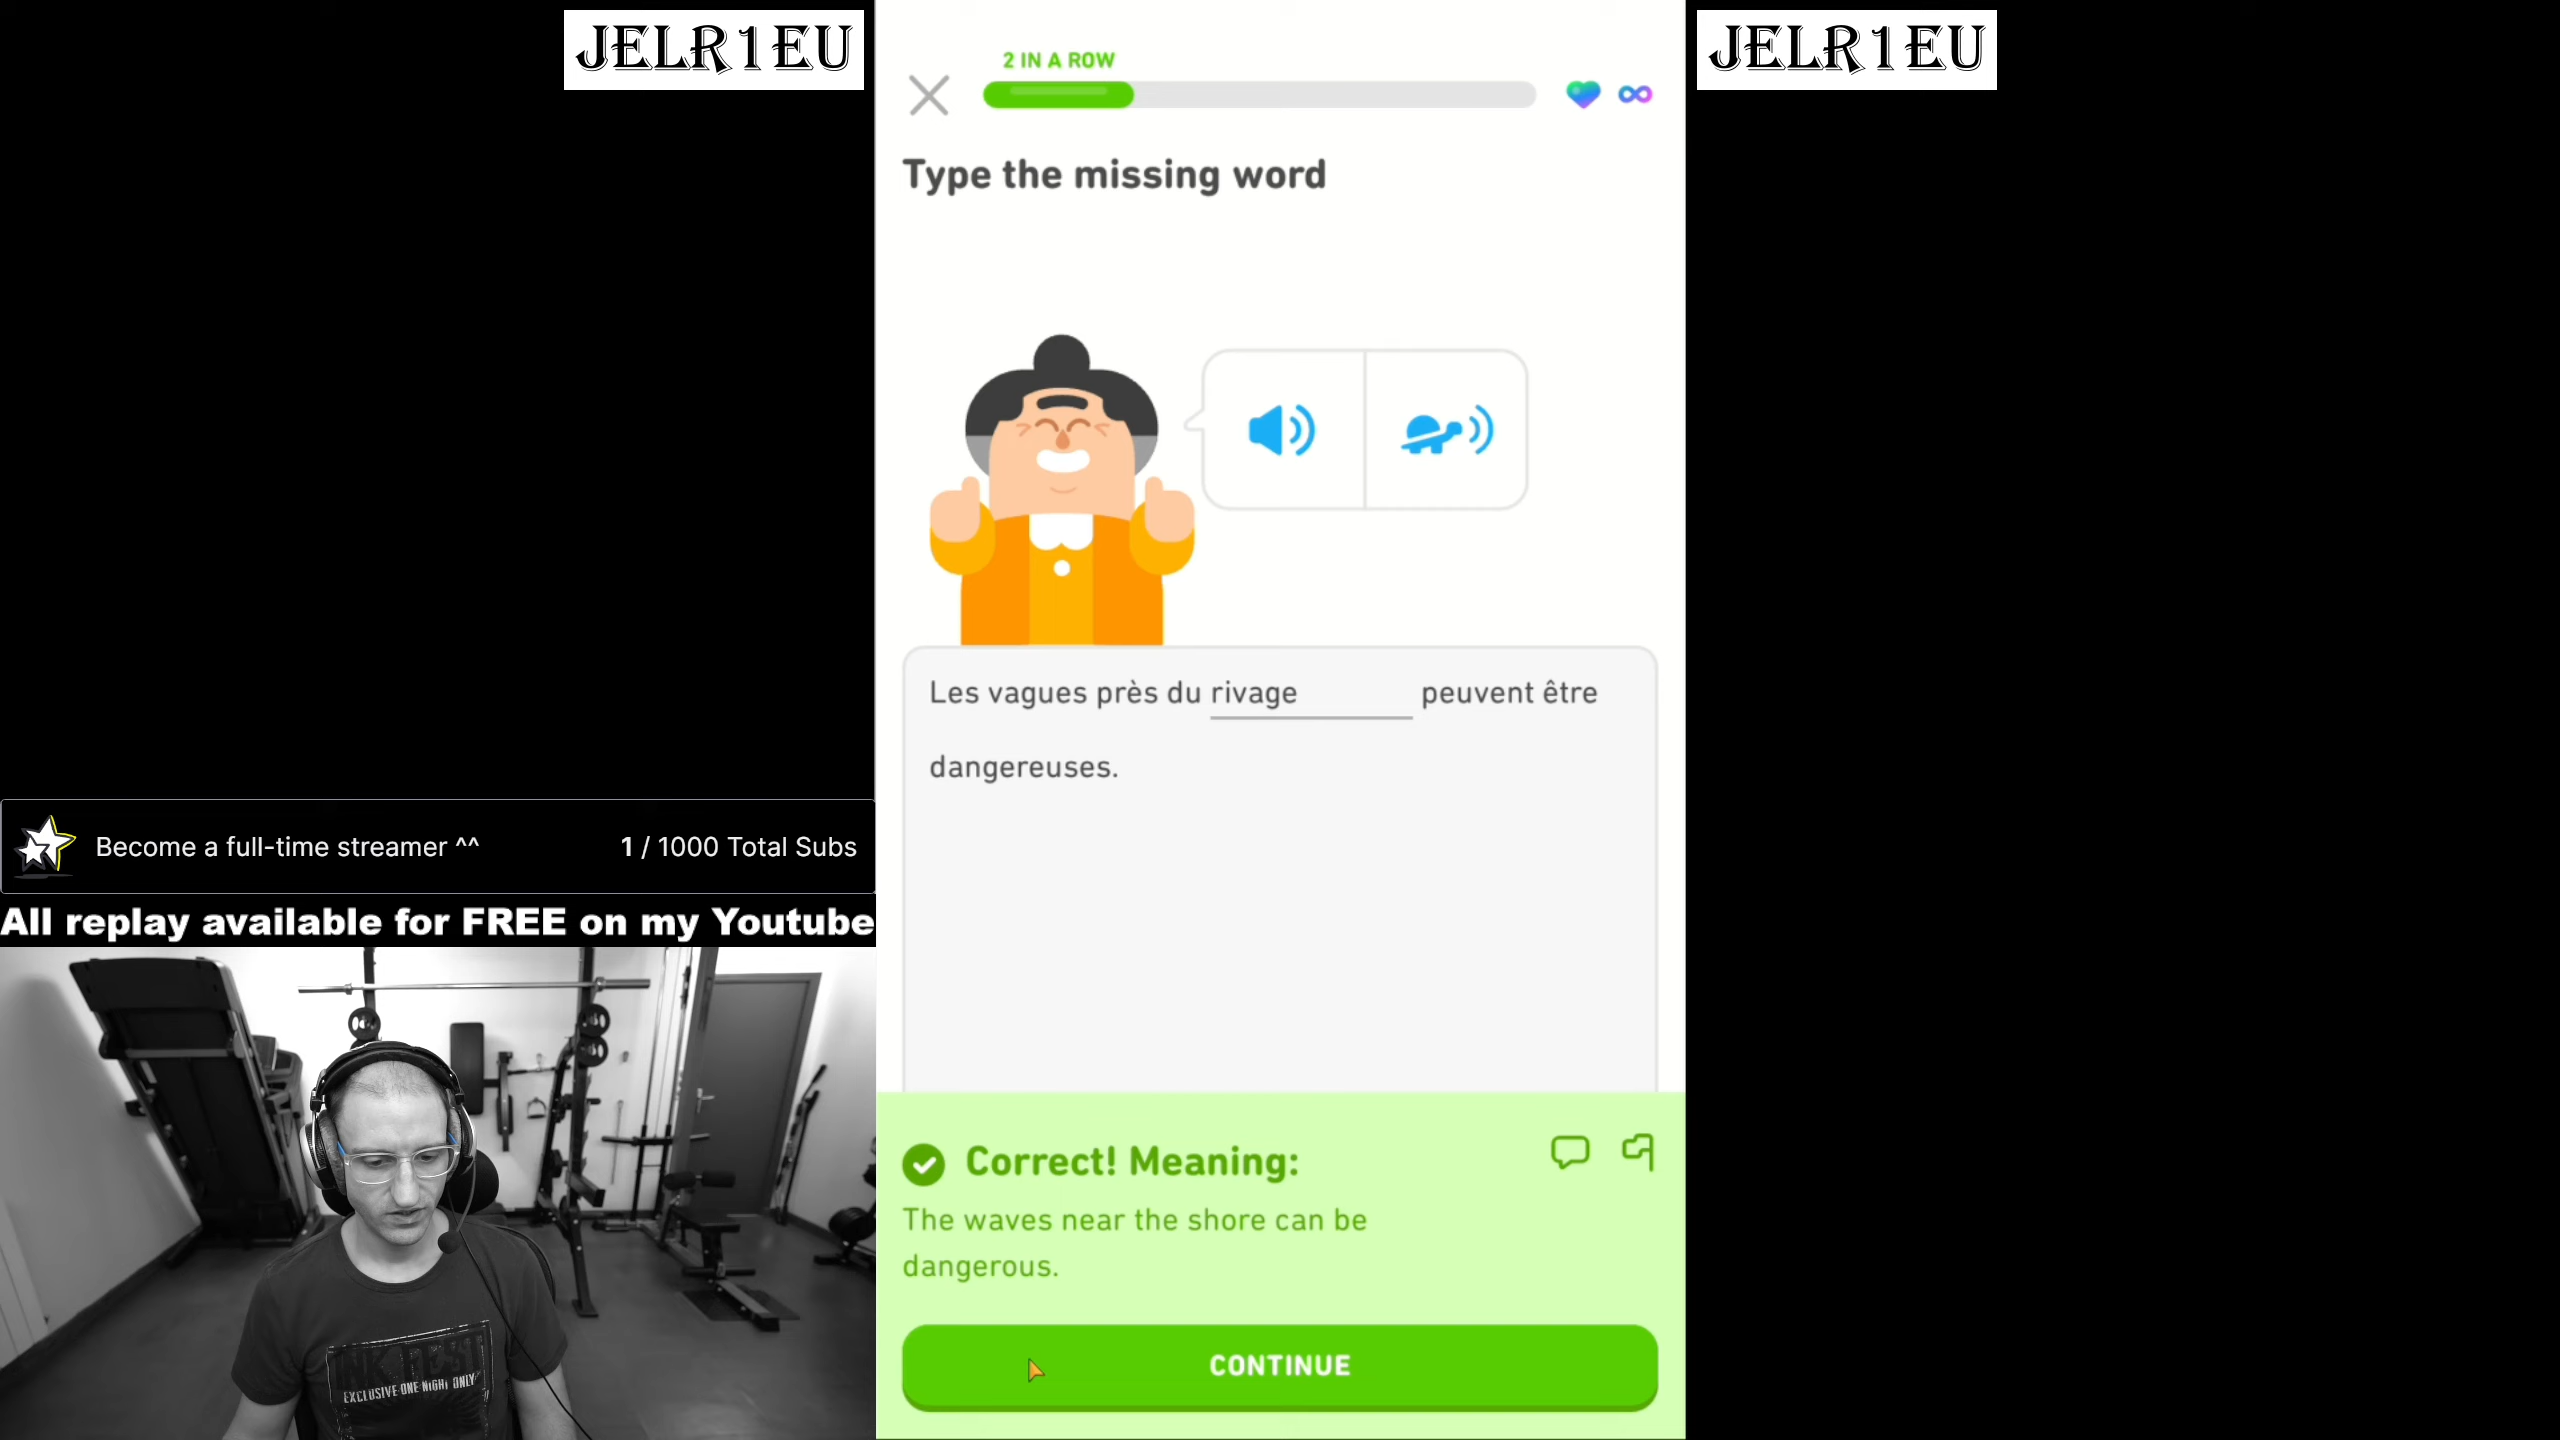 JELR1EU
JELR1EU
2 IN A ROW
Type the missing word
Les vagues près du rivage peuvent être
dangereuses.
Become a full-time streamer ^^ 1 / 1000 Total Subs
All replay available for FREE on my Youtube
EXCLUSIVE ONE NIGHT ONLY
Correct! Meaning:
The waves near the shore can be
dangerous.
CONTINUE